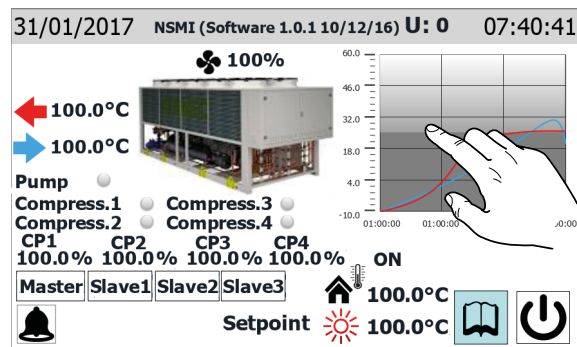 31/01/2017 NSMI (Software 1.0.1 10/12/16) U: 0 07:40:41
100%
60.0
46.0
32.0
18.0
4.0
-10.0
01:00:00 01:00:00
100.0°C
100.0°C
Pump
Compress.1 Compress.3
Compress.2 Compress.4
CP1 CP2 CP3 CP4
100.0% 100.0% 100.0% 100.0%
ON
Master Slave1 Slave2 Slave3
100.0°C
Setpoint 100.0°C